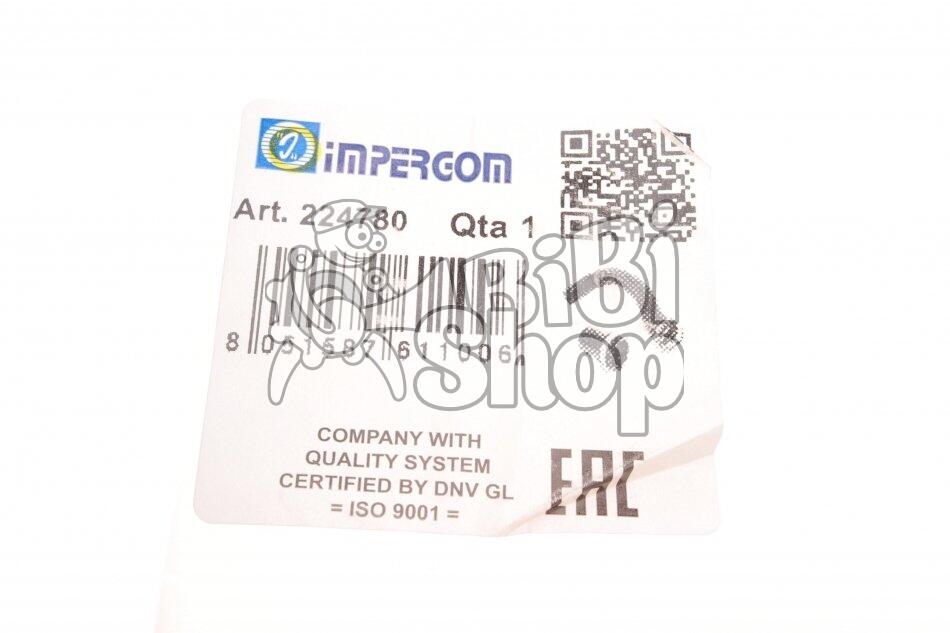 IMPERGOM
Art. 224780 Qta 1
8 051587 611006
BiBi
Shop
COMPANY WITH
QUALITY SYSTEM
CERTIFIED BY DNV GL
= ISO 9001 =
EAC